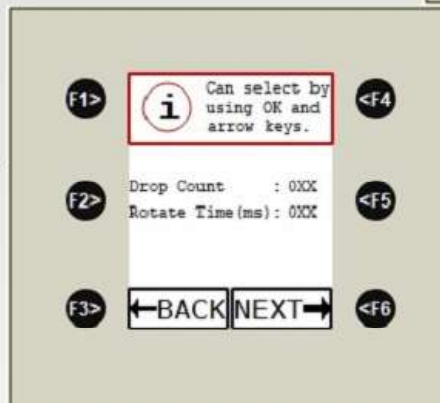 F1>
i
Can select by
using OK and
arrow keys.
<F4
F2>
Drop Count : 0XX
Rotate Time(ms): 0XX
<F5
F3>
←BACK
NEXT→
<F6